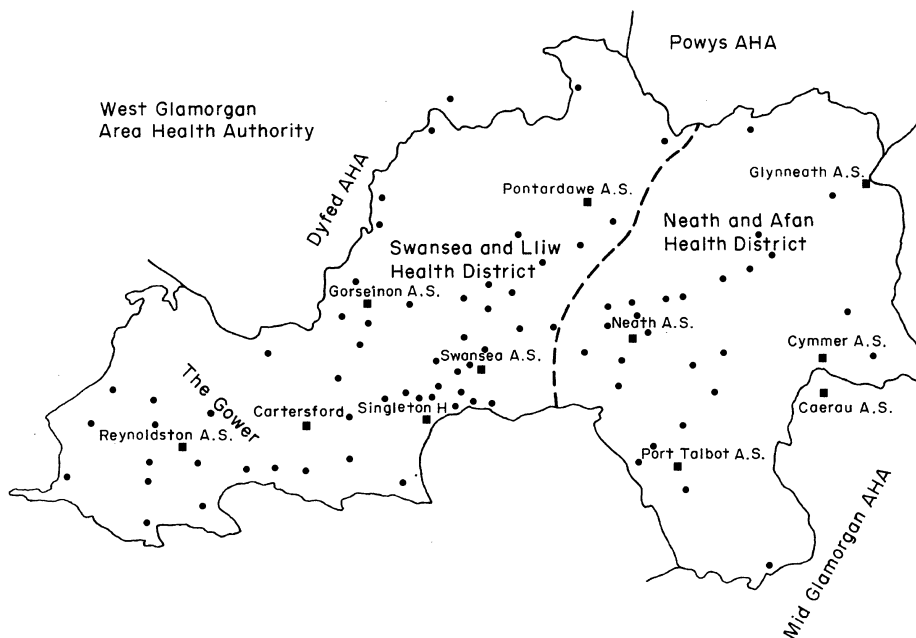 Powys AHA
West Glamorgan
Area Health Authority
Dyfed AHA
Glynneath A.S.
Pontardawe A.S.
Neath and Afan
Health District
Swansea and Lliw
Health District
Gorseinon A.S.
Neath A.S.
Swansea A.S.
Cymmer A.S.
The Gower
Caerau A.S.
Cartersford
Singleton H
Reynoldston A.S.
Port Talbot A.S.
Mid Glamorgan AHA